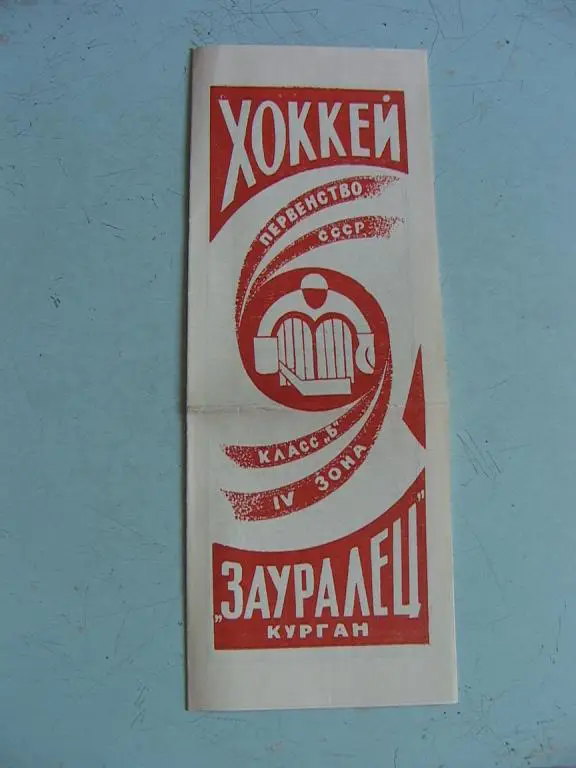 ХОККЕЙ
ПЕРВЕНСТВО
СССР
КЛАСС „Б"
IV ЗОНА
„ЗАУРАЛЕЦ"
КУРГАН